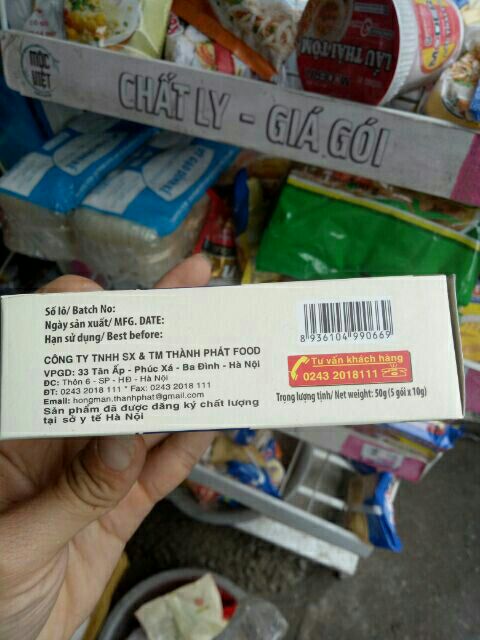 MỘC VIỆT
LẨU THÁI TÔM
CHẤT LY - GIÁ GÓI
Số lô/ Batch No:
Ngày sản xuất/ MFG. DATE:
Hạn sử dụng/ Best before:
CÔNG TY TNHH SX & TM THÀNH PHÁT FOOD
VPGD: 33 Tân Ấp - Phúc Xá - Ba Đình - Hà Nội
ĐC: Thôn 6 - SP - HĐ - Hà Nội
ĐT: 0243 2018 111 * Fax: 0243 2018 111
Email: hongman.thanhphat@gmail.com
Sản phẩm đã được đăng ký chất lượng
tại sở y tế Hà Nội
8 936104 990669
Tư vấn khách hàng
0243 2018111
Trọng lượng tịnh/ Net weight: 50g (5 gói x 10g)